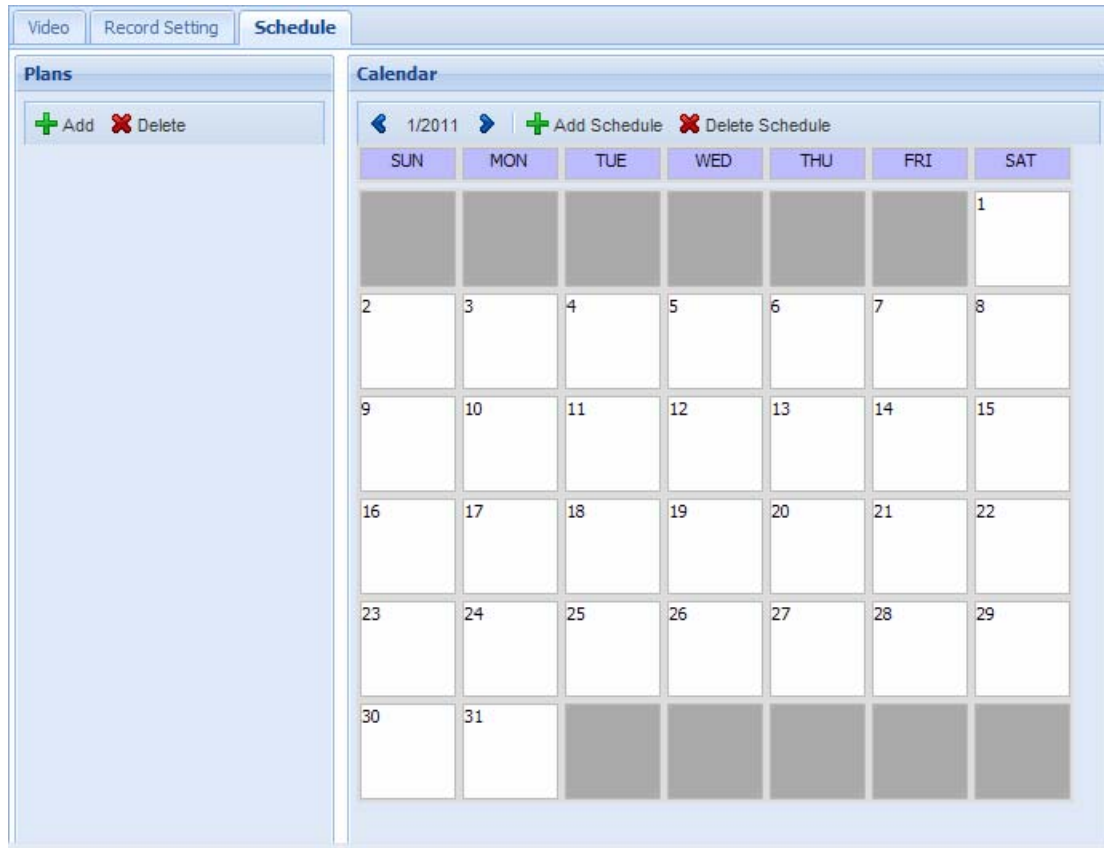 Video Record Setting Schedule
Plans
Add Delete
Calendar
1/2011 Add Schedule Delete Schedule
SUN MON TUE WED THU FRI SAT
1
2 3 4 5 6 7 8
9 10 11 12 13 14 15
16 17 18 19 20 21 22
23 24 25 26 27 28 29
30 31